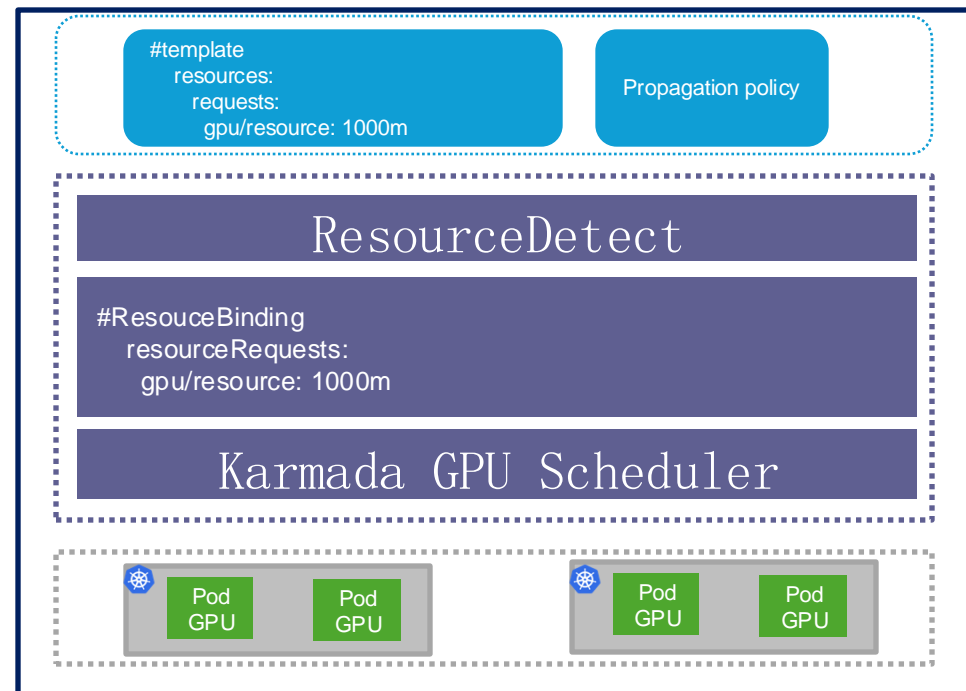 #template
resources:
requests:
gpu/resource: 1000m
Propagation policy
ResourceDetect
#ResouceBinding
resourceRequests:
gpu/resource: 1000m
Karmada GPU Scheduler
Pod
GPU
Pod
GPU
Pod
GPU
Pod
GPU